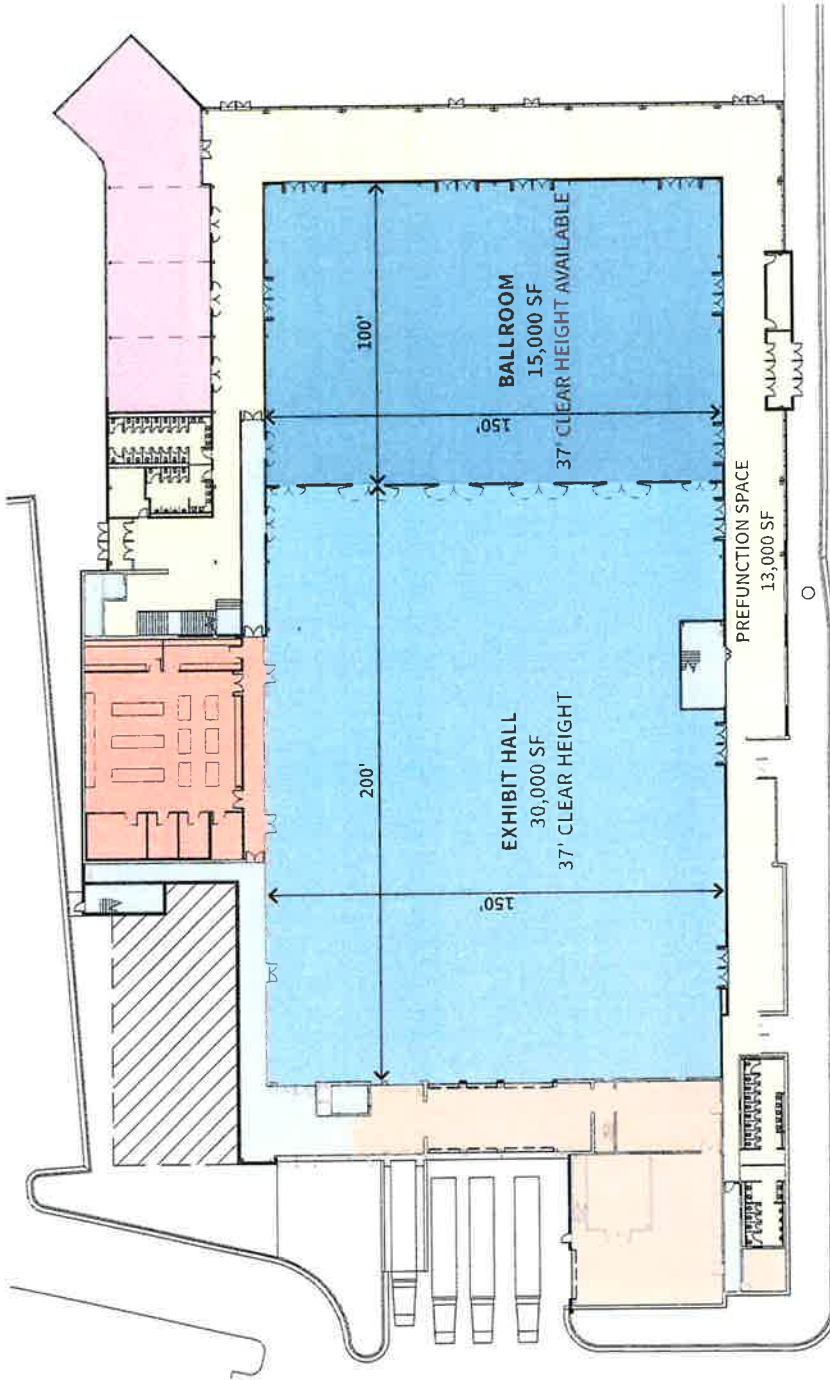 EXHIBIT HALL
30,000 SF
37' CLEAR HEIGHT
200'
150'
BALLROOM
15,000 SF
37' CLEAR HEIGHT AVAILABLE
100'
150'
PREFUNCTION SPACE
13,000 SF